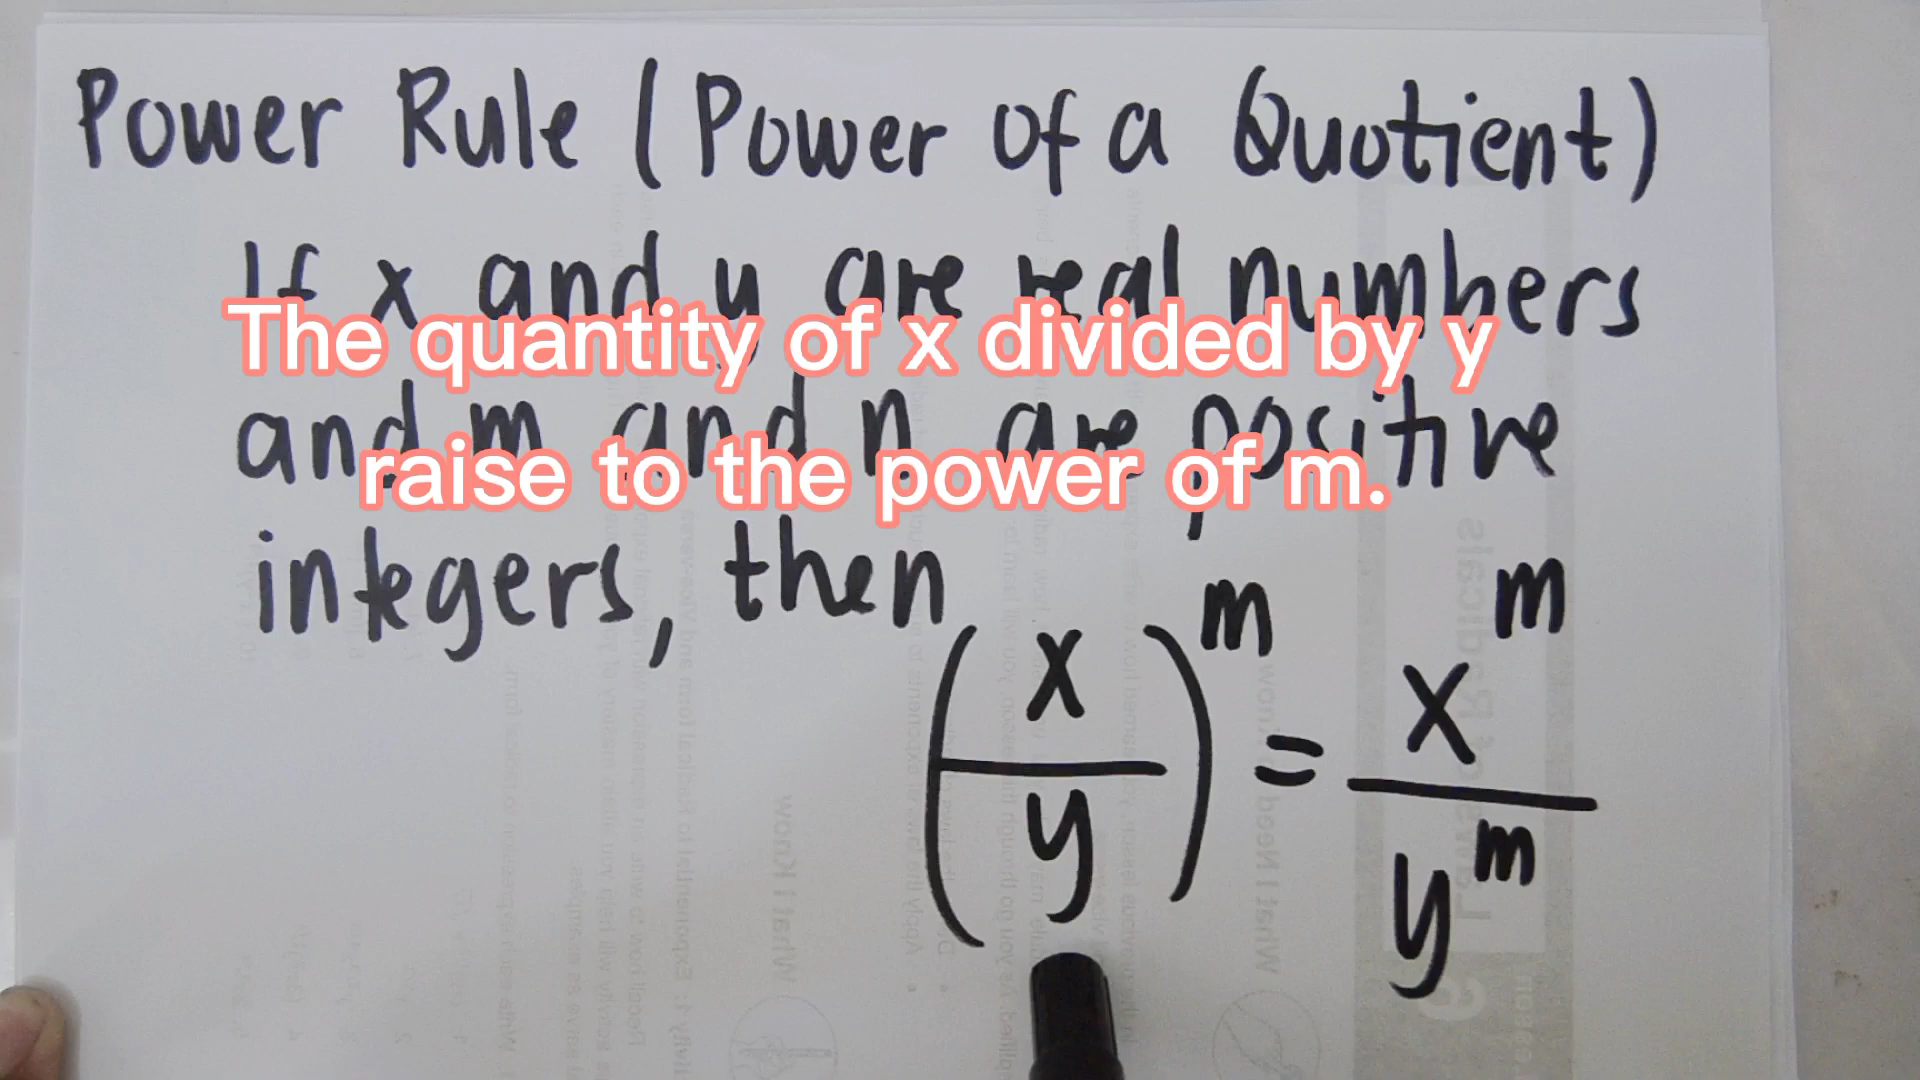 Power Rule (Power of a Quotient)
If x and y are real numbers
The quantity of x divided by y
and m and n are positive
raise to the power of m.
integers, then
(x/y)^m = x^m/y^m